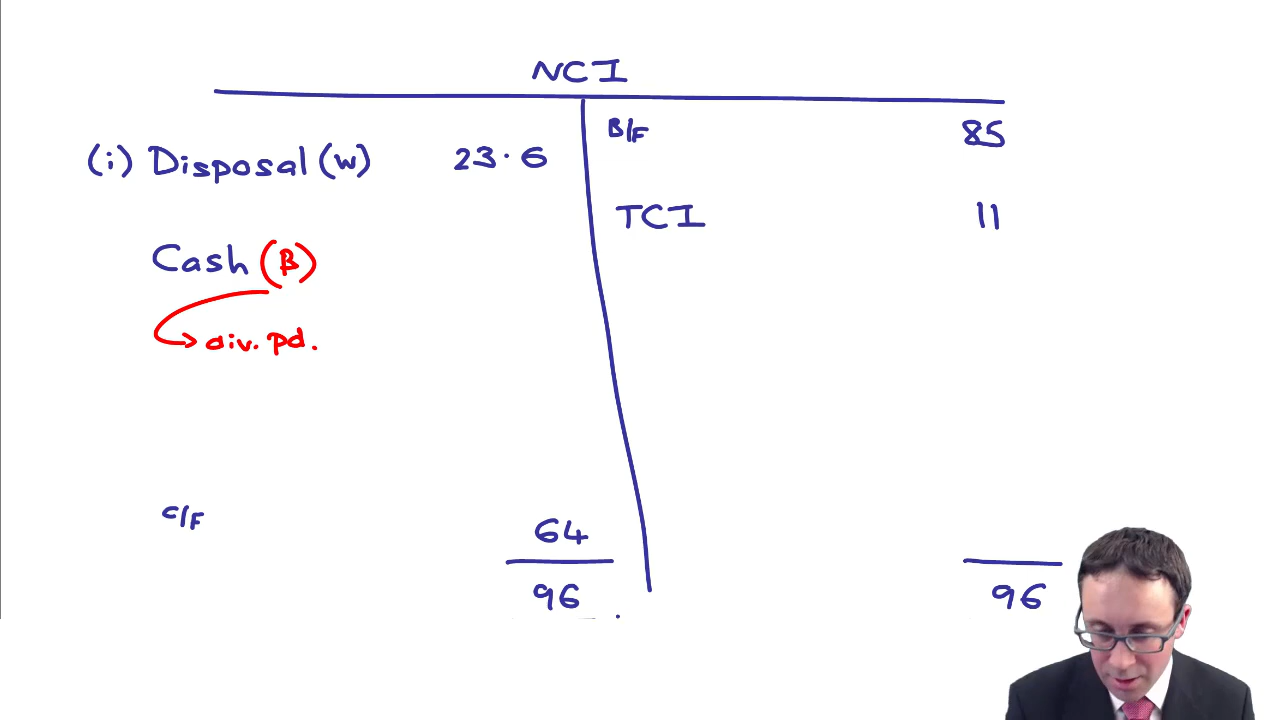 NCI
B/F 85
(i) Disposal (w) 23.6
TCI 11
Cash (B)
div. pd.
C/F 64
96 96